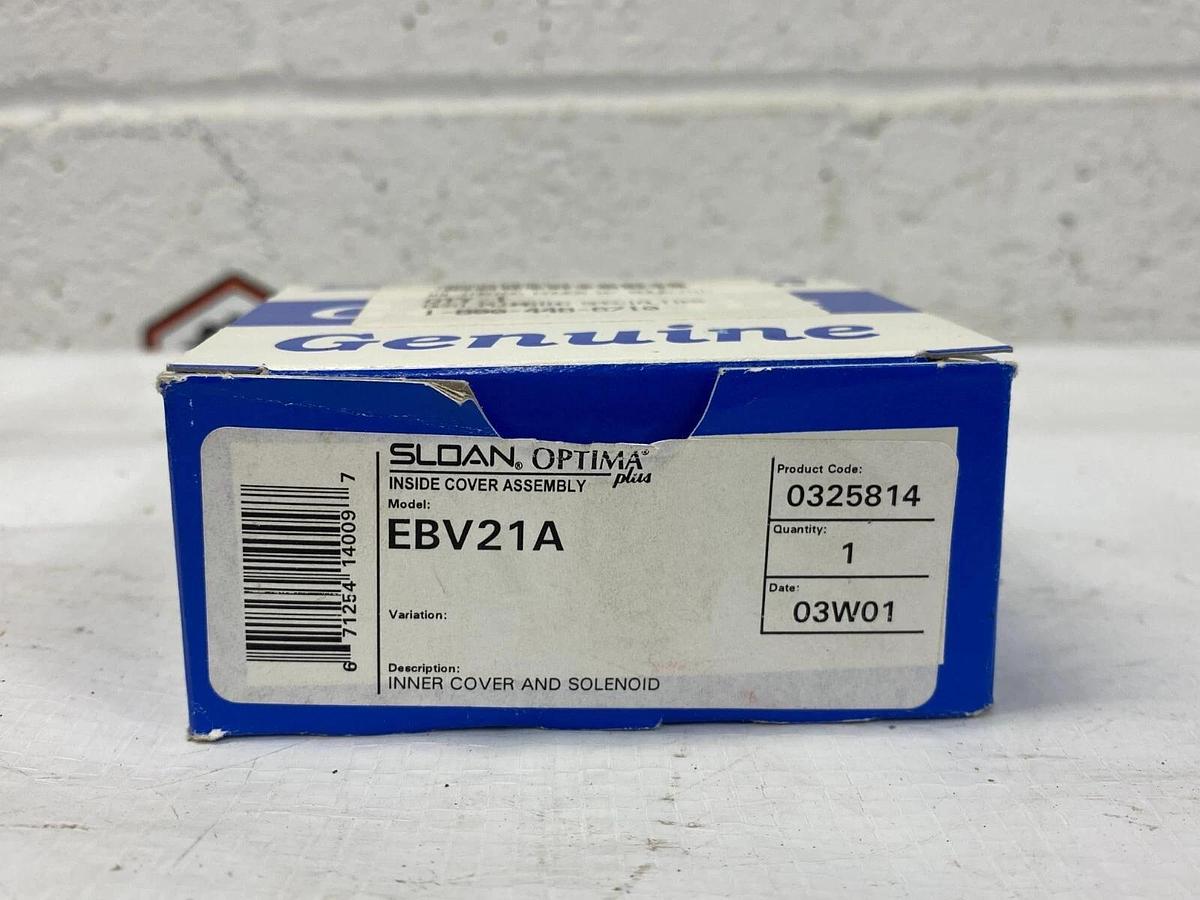 Genuine
SLOAN® OPTIMA® plus
INSIDE COVER ASSEMBLY
Model:
EBV21A
Variation:
Description:
INNER COVER AND SOLENOID
Product Code:
0325814
Quantity:
1
Date:
03W01
6 71254 14009 7